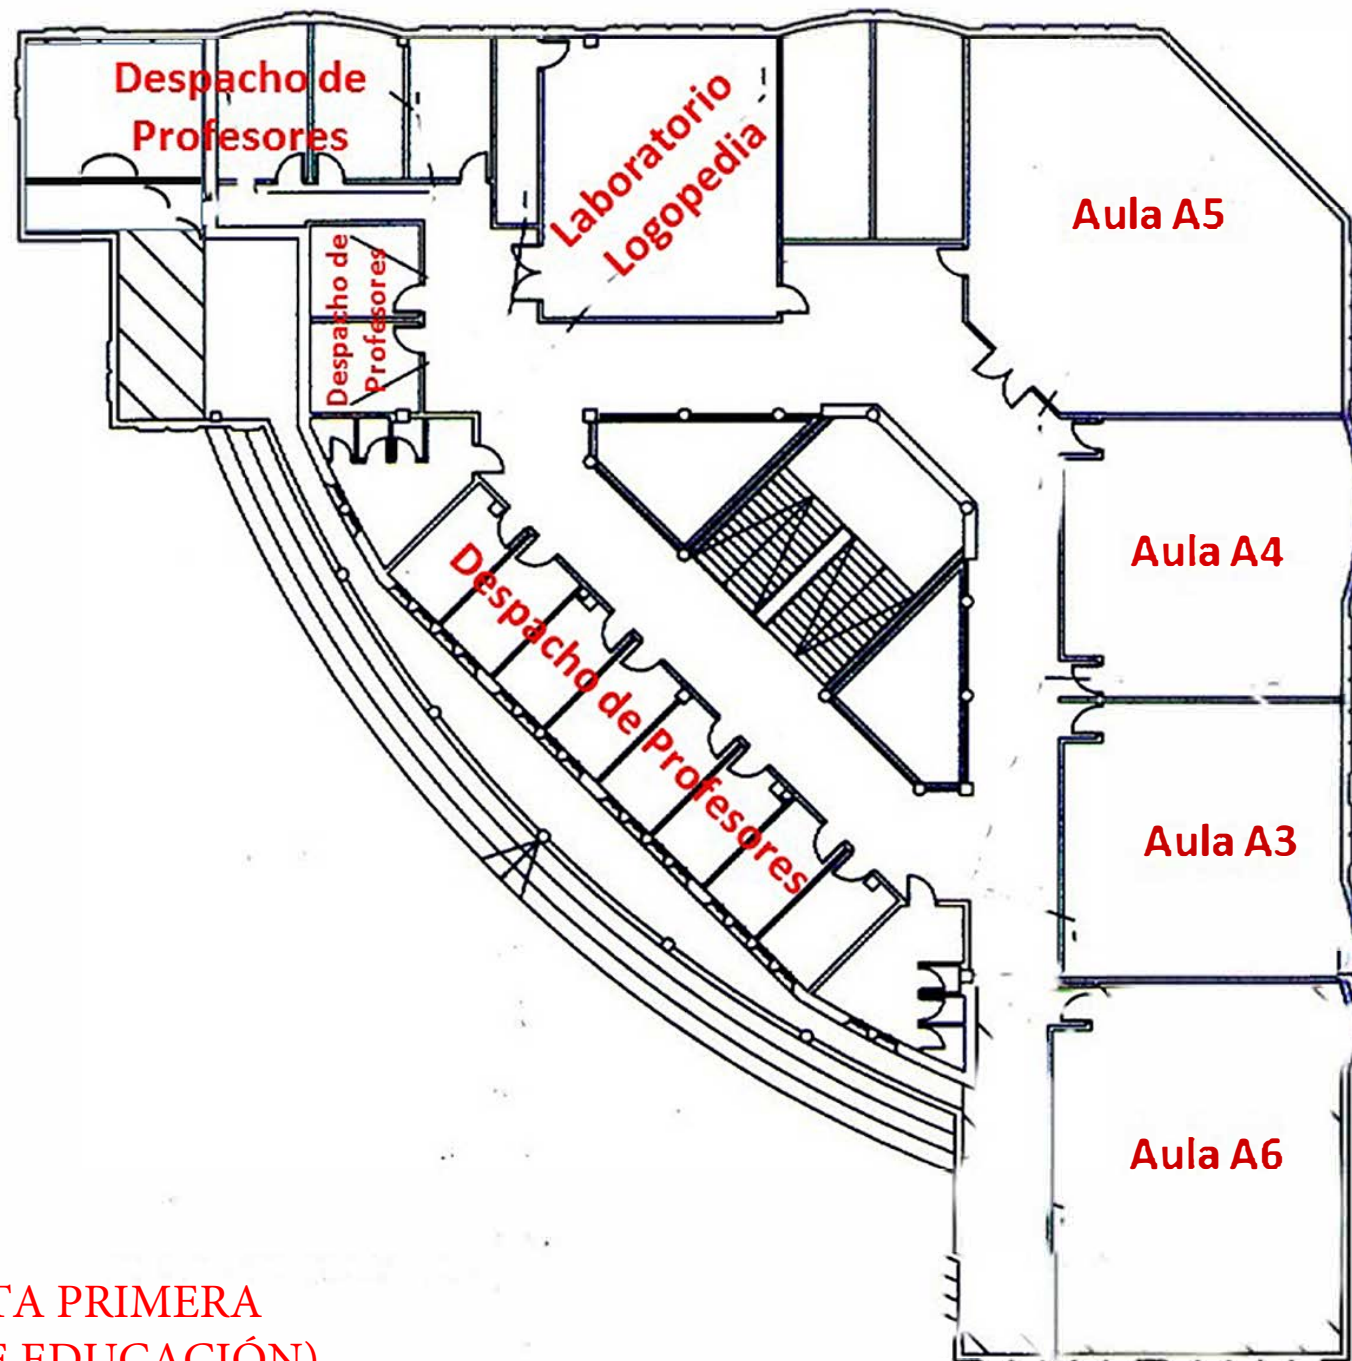 Despacho de
Profesores
Laboratorio
Logopedia
Aula A5
Despacho de
Profesores
Aula A4
Despacho de Profesores
Aula A3
Aula A6
TA PRIMERA
E EDUCACIÓN)